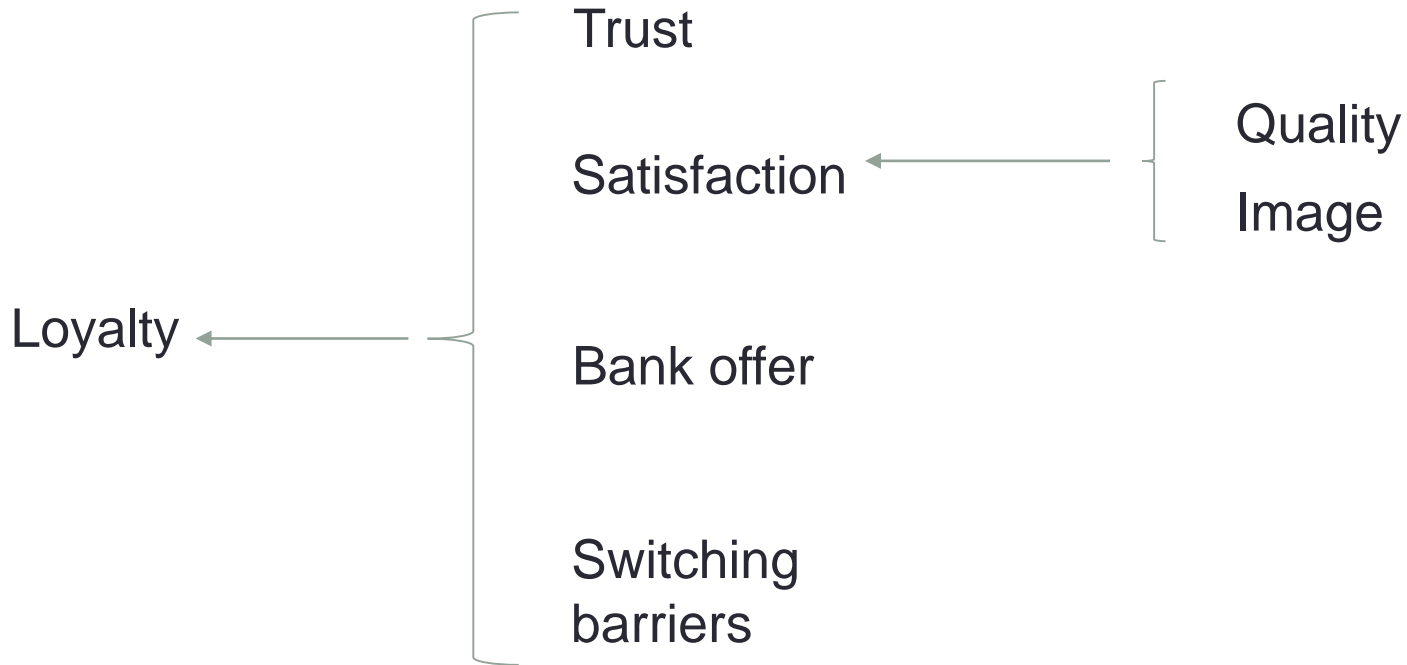 Trust
Quality
Satisfaction
Image
Loyalty
Bank offer
Switching
barriers